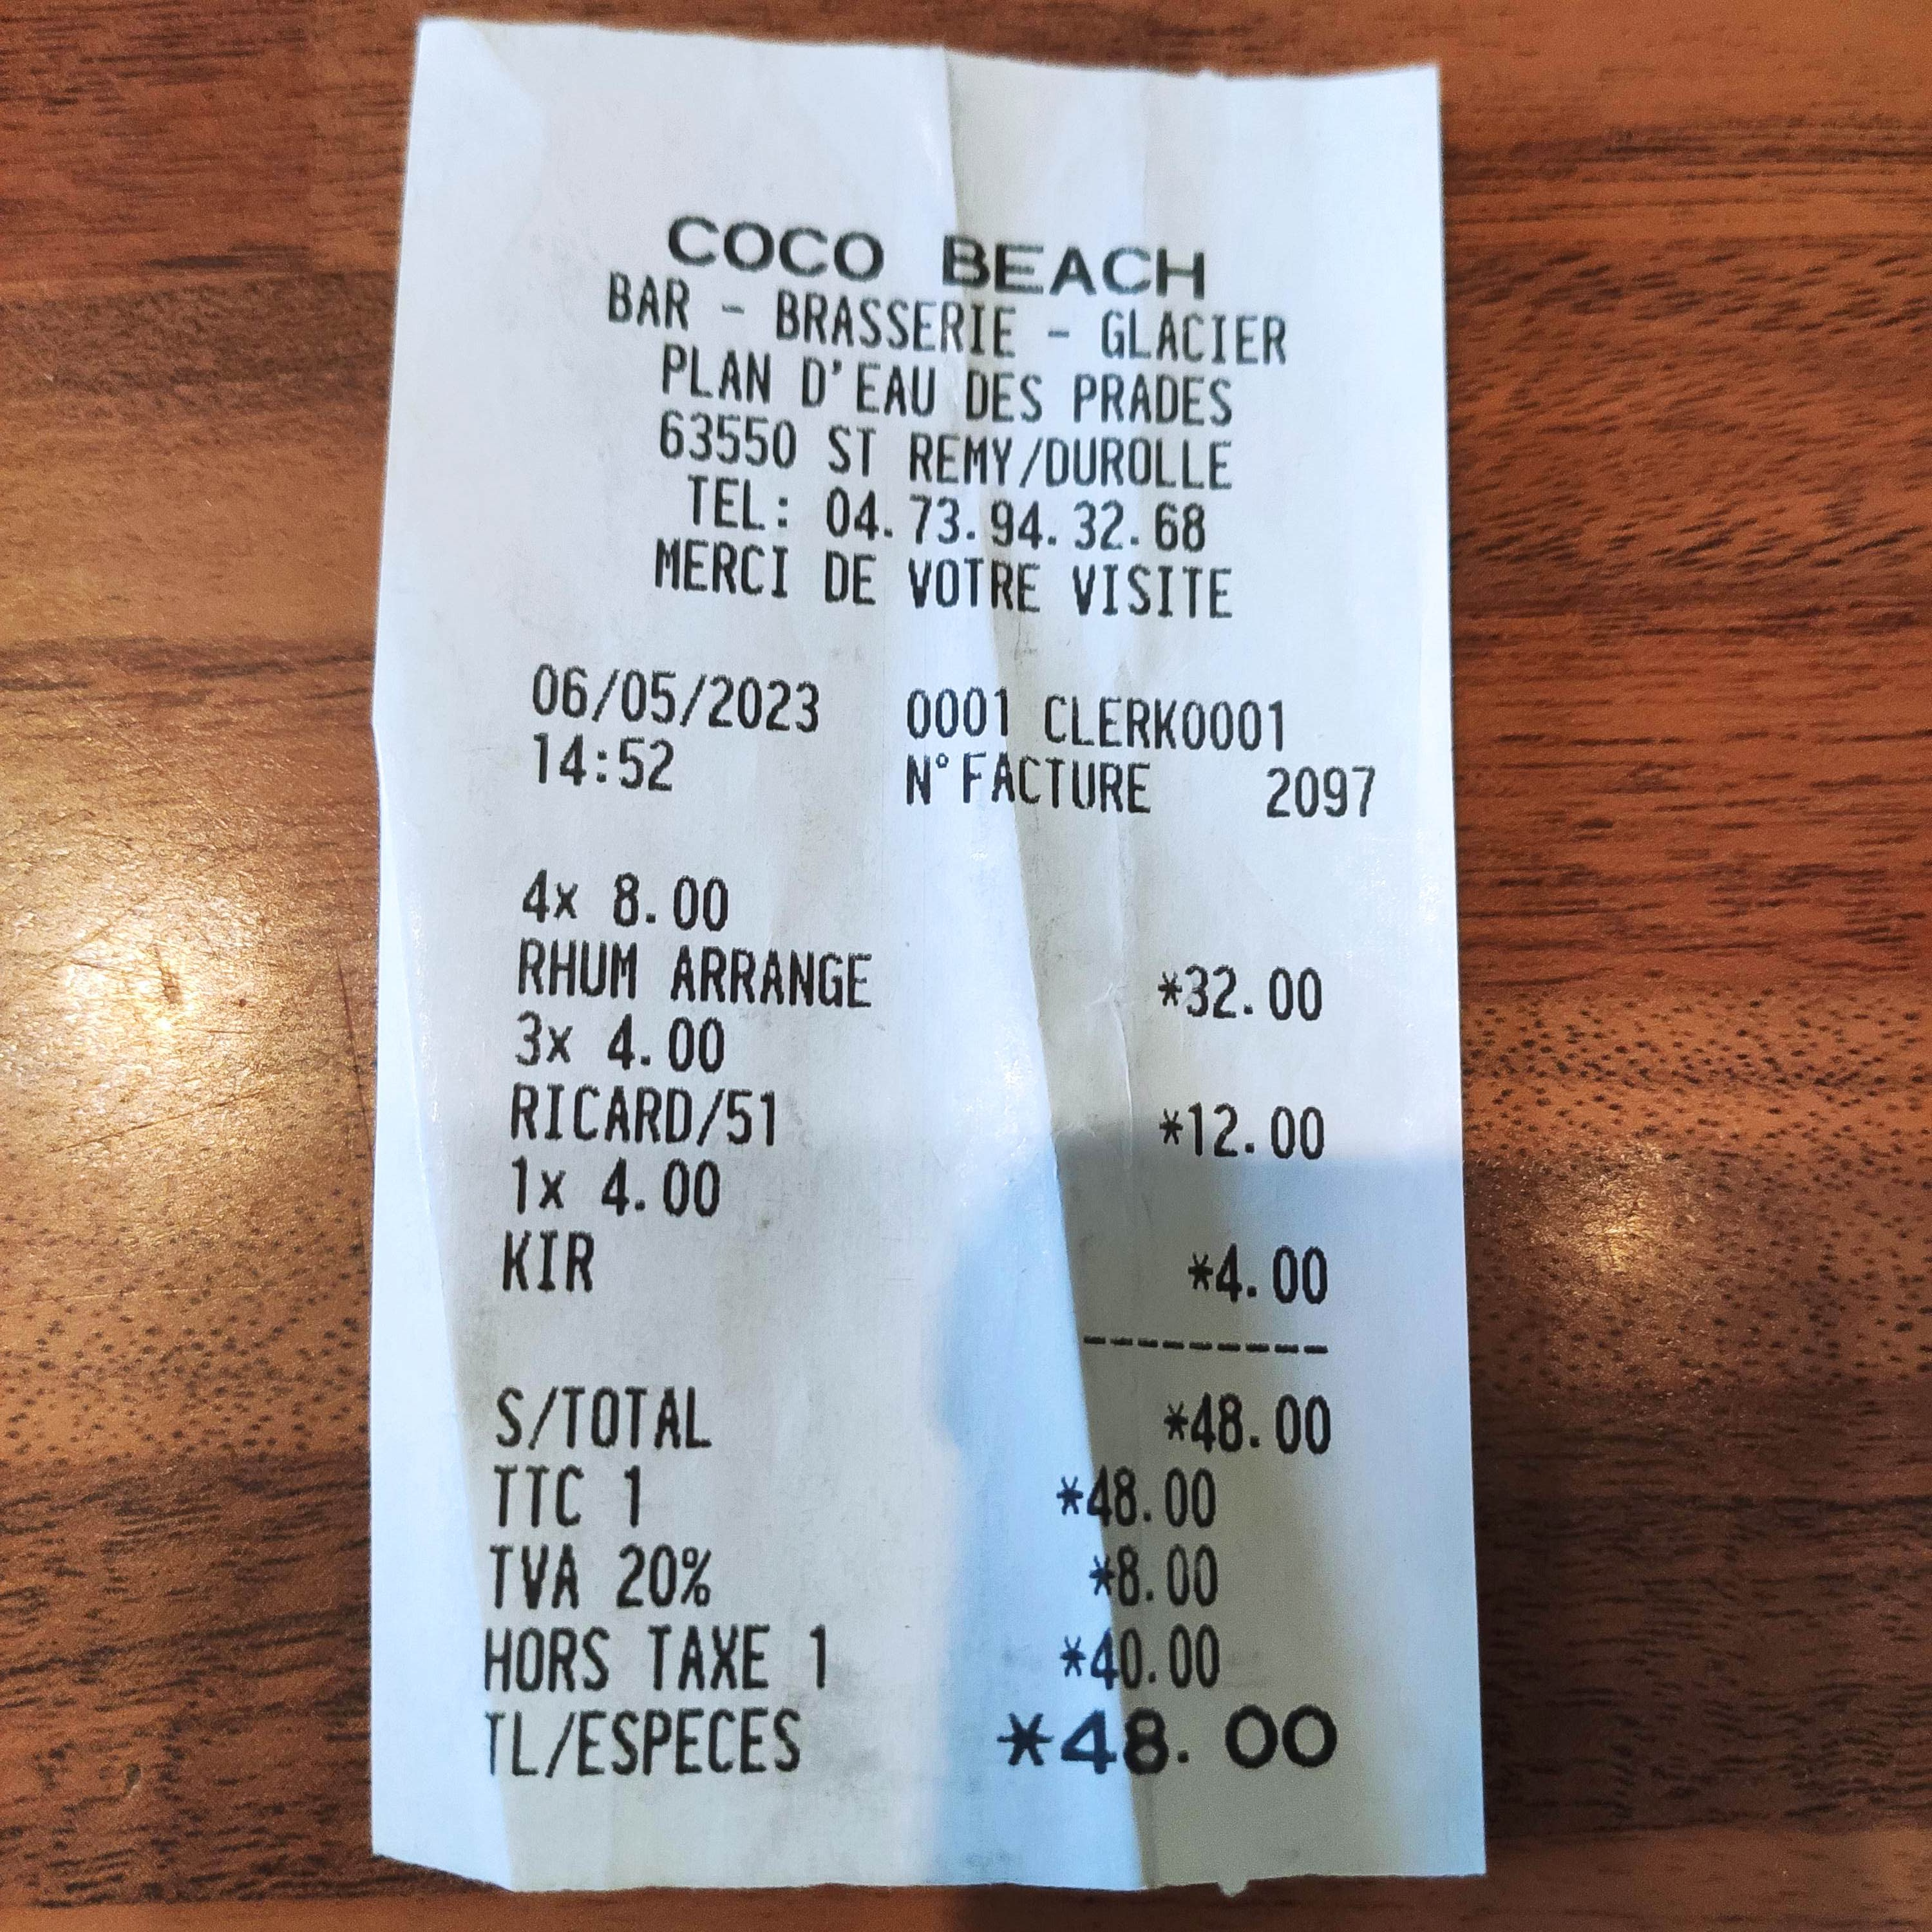 COCO BEACH
BAR - BRASSERIE - GLACIER
PLAN D'EAU DES PRADES
63550 ST REMY/DUROLLE
TEL: 04.73.94.32.68
MERCI DE VOTRE VISITE
06/05/2023 0001 CLERK0001
14:52 N°FACTURE 2097
4x 8.00
RHUM ARRANGE *32.00
3x 4.00
RICARD/51 *12.00
1x 4.00
KIR *4.00
---------
S/TOTAL *48.00
TTC 1 *48.00
TVA 20% *8.00
HORS TAXE 1 *40.00
TL/ESPECES *48.00